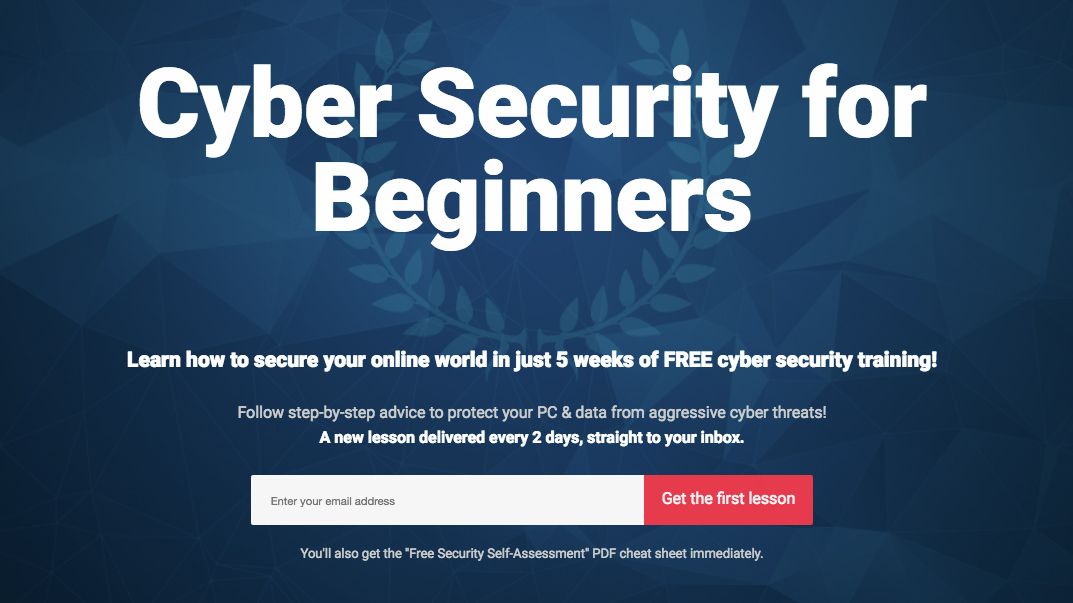 Cyber Security for
Beginners
Learn how to secure your online world in just 5 weeks of FREE cyber security training!
Follow step-by-step advice to protect your PC & data from aggressive cyber threats!
A new lesson delivered every 2 days, straight to your inbox.
Enter your email address
Get the first lesson
You'll also get the "Free Security Self-Assessment" PDF cheat sheet immediately.